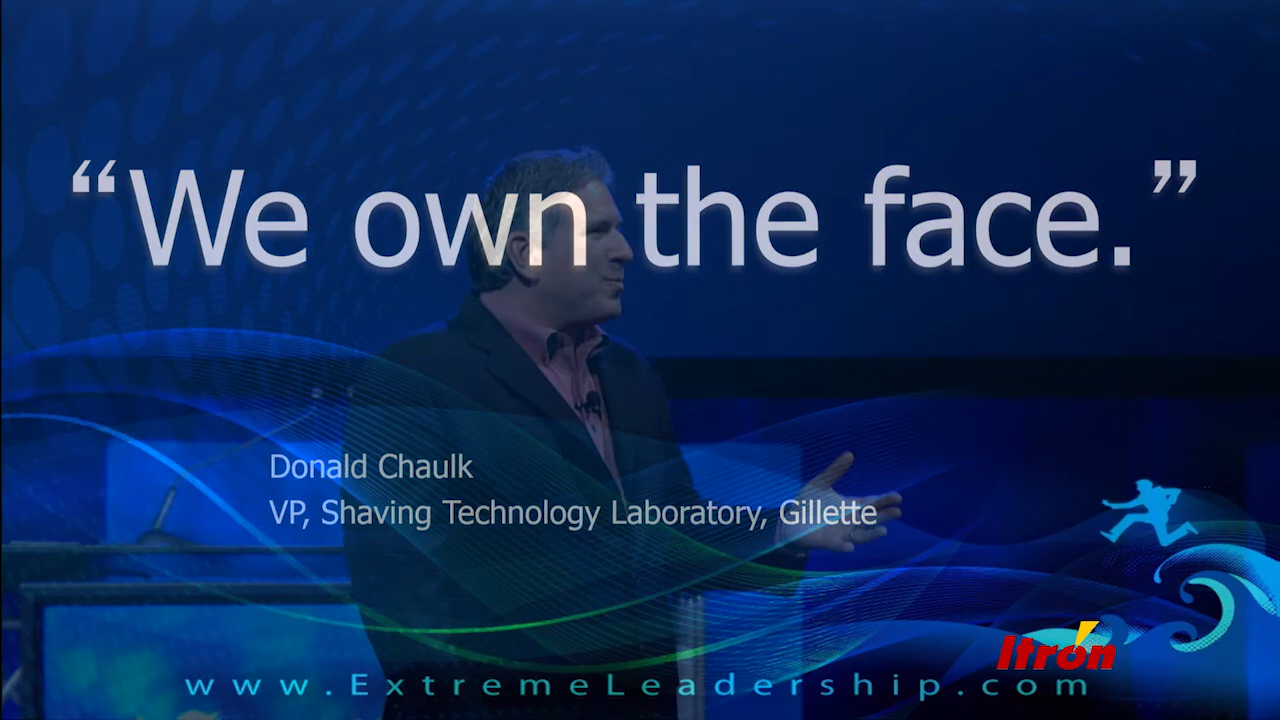 “We own the face.”
Donald Chaulk
VP, Shaving Technology Laboratory, Gillette
Itron
www.ExtremeLeadership.com